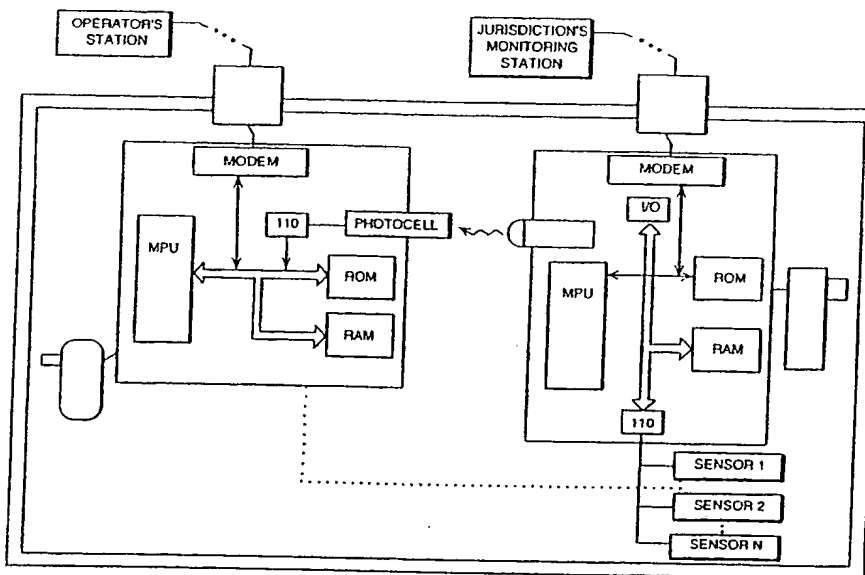 OPERATOR'S
STATION
JURISDICTION'S
MONITORING
STATION
MODEM
110
PHOTOCELL
MPU
ROM
RAM
MODEM
I/O
MPU
ROM
RAM
110
SENSOR 1
SENSOR 2
SENSOR N